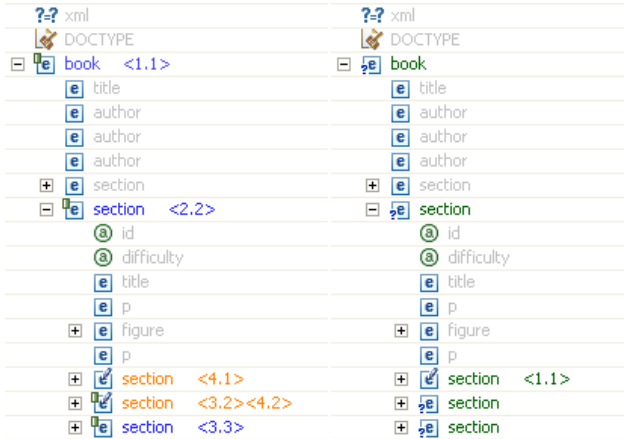 ?=? xml ?=? xml
DOCTYPE DOCTYPE
book <1.1> book
e title e title
e author e author
e author e author
e author e author
e section e section
e section <2.2> ?e section
a id a id
a difficulty a difficulty
e title e title
e p e p
e figure e figure
e p e p
e section <4.1> e section <1.1>
e section <3.2><4.2> ?e section
e section <3.3> ?e section